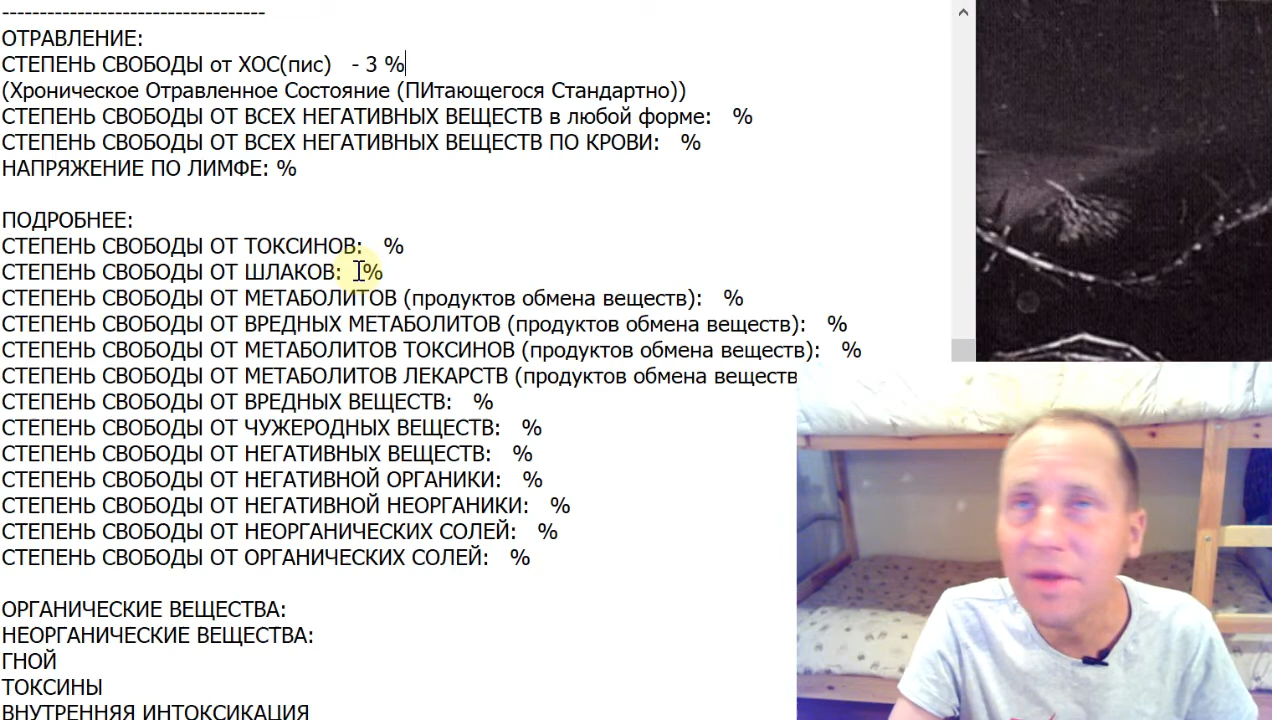 ОТРАВЛЕНИЕ:
СТЕПЕНЬ СВОБОДЫ от ХОС(пис) - 3 %
(Хроническое Отравленное Состояние (ПИтающегося Стандартно))
СТЕПЕНЬ СВОБОДЫ ОТ ВСЕХ НЕГАТИВНЫХ ВЕЩЕСТВ в любой форме: %
СТЕПЕНЬ СВОБОДЫ ОТ ВСЕХ НЕГАТИВНЫХ ВЕЩЕСТВ ПО КРОВИ: %
НАПРЯЖЕНИЕ ПО ЛИМФЕ: %
ПОДРОБНЕЕ:
СТЕПЕНЬ СВОБОДЫ ОТ ТОКСИНОВ: %
СТЕПЕНЬ СВОБОДЫ ОТ ШЛАКОВ: %
СТЕПЕНЬ СВОБОДЫ ОТ МЕТАБОЛИТОВ (продуктов обмена веществ): %
СТЕПЕНЬ СВОБОДЫ ОТ ВРЕДНЫХ МЕТАБОЛИТОВ (продуктов обмена веществ): %
СТЕПЕНЬ СВОБОДЫ ОТ МЕТАБОЛИТОВ ТОКСИНОВ (продуктов обмена веществ): %
СТЕПЕНЬ СВОБОДЫ ОТ МЕТАБОЛИТОВ ЛЕКАРСТВ (продуктов обмена веществ
СТЕПЕНЬ СВОБОДЫ ОТ ВРЕДНЫХ ВЕЩЕСТВ: %
СТЕПЕНЬ СВОБОДЫ ОТ ЧУЖЕРОДНЫХ ВЕЩЕСТВ: %
СТЕПЕНЬ СВОБОДЫ ОТ НЕГАТИВНЫХ ВЕЩЕСТВ: %
СТЕПЕНЬ СВОБОДЫ ОТ НЕГАТИВНОЙ ОРГАНИКИ: %
СТЕПЕНЬ СВОБОДЫ ОТ НЕГАТИВНОЙ НЕОРГАНИКИ: %
СТЕПЕНЬ СВОБОДЫ ОТ НЕОРГАНИЧЕСКИХ СОЛЕЙ: %
СТЕПЕНЬ СВОБОДЫ ОТ ОРГАНИЧЕСКИХ СОЛЕЙ: %
ОРГАНИЧЕСКИЕ ВЕЩЕСТВА:
НЕОРГАНИЧЕСКИЕ ВЕЩЕСТВА:
ГНОЙ
ТОКСИНЫ
ВНУТРЕННЯЯ ИНТОКСИКАЦИЯ